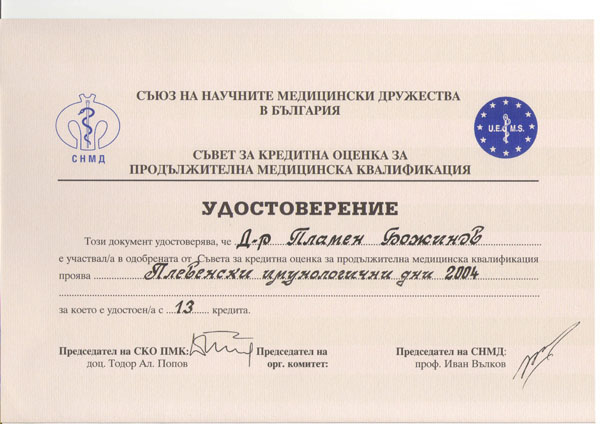 СЪЮЗ НА НАУЧНИТЕ МЕДИЦИНСКИ ДРУЖЕСТВА
В БЪЛГАРИЯ
СНМД
U.E.M.S.
СЪВЕТ ЗА КРЕДИТНА ОЦЕНКА ЗА
ПРОДЪЛЖИТЕЛНА МЕДИЦИНСКА КВАЛИФИКАЦИЯ
УДОСТОВЕРЕНИЕ
Този документ удостоверява, че Д-р Пламен Божинов
е участвал/а в одобрената от Съвета за кредитна оценка за продължителна медицинска квалификация
проява Плевенски имунологични дни 2004
за което е удостоен/а с 13 кредита.
Председател на СКО ПМК: Председател на Председател на СНМД:
доц. Тодор Ал. Попов орг. комитет: проф. Иван Вълков